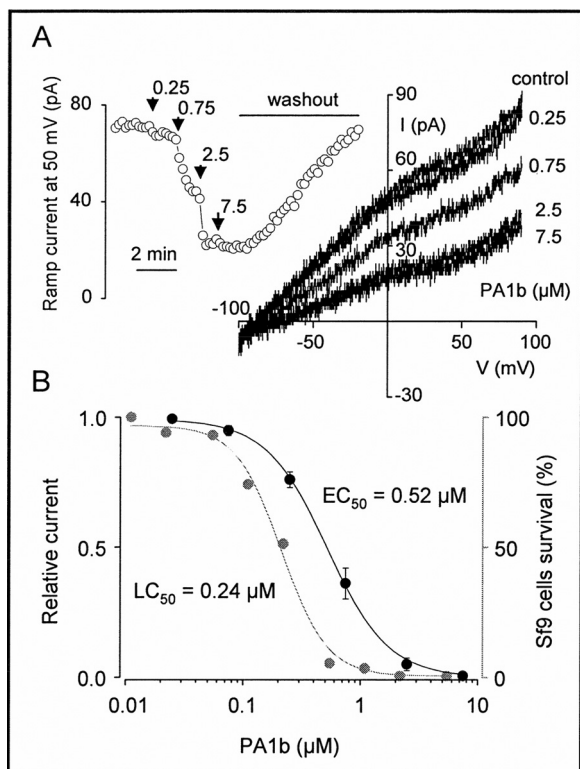 A
Ramp current at 50 mV (pA)
80
40
0
0.25
0.75
2.5
7.5
2 min
washout
90
I (pA)
60
30
-30
-100
-50
50
100
V (mV)
control
0.25
0.75
2.5
7.5
PA1b (µM)
B
Relative current
1.0
0.5
0.0
EC50 = 0.52 µM
LC50 = 0.24 µM
100
50
0
Sf9 cells survival (%)
0.01
0.1
1
10
PA1b (µM)